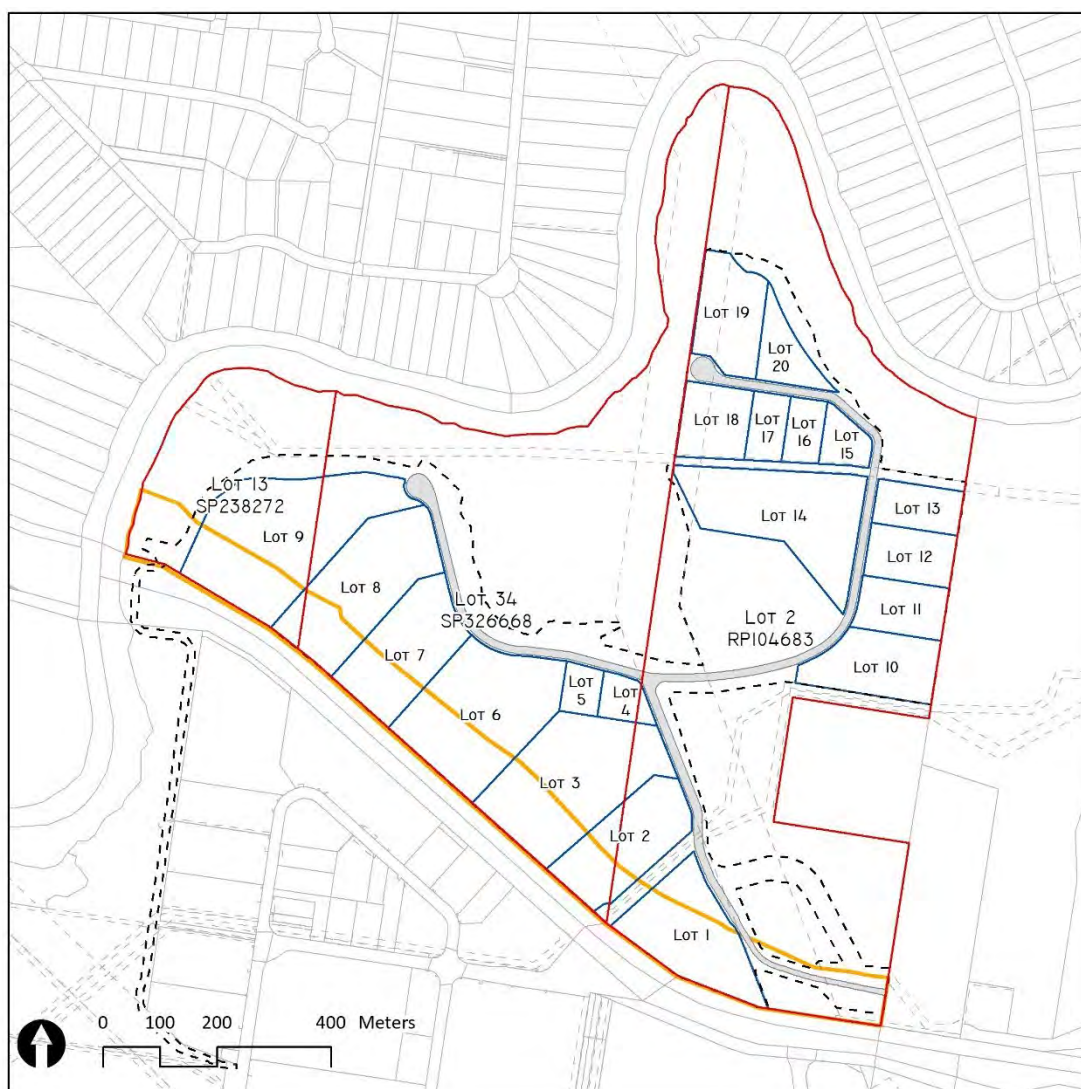 Lot 19
Lot
20
Lot 18
Lot
17
Lot
16
Lot
15
Lot 13
SP238272
Lot 14
Lot 13
Lot 9
Lot 12
Lot 8
Lot 34
SP326668
Lot 2
RP104683
Lot 11
Lot 7
Lot 10
Lot
5
Lot
4
Lot 6
Lot 3
Lot 2
Lot 1
0 100 200 400 Meters